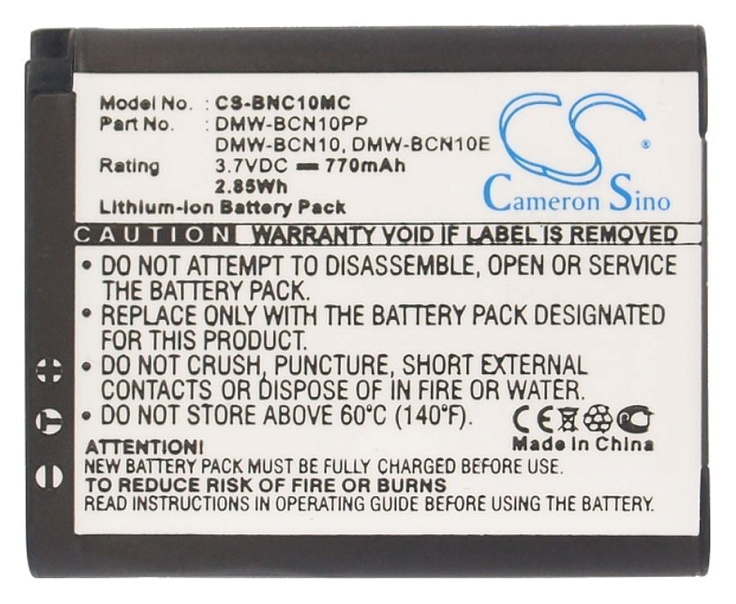 Model No. : CS-BNC10MC
Part No. : DMW-BCN10PP
DMW-BCN10, DMW-BCN10E
Rating : 3.7VDC ⎓ 770mAh
2.85Wh
Lithium-Ion Battery Pack
CS
®
Cameron Sino
CAUTION WARRANTY VOID IF LABEL IS REMOVED
• DO NOT ATTEMPT TO DISASSEMBLE, OPEN OR SERVICE
THE BATTERY PACK.
• REPLACE ONLY WITH THE BATTERY PACK DESIGNATED
FOR THIS PRODUCT.
• DO NOT CRUSH, PUNCTURE, SHORT EXTERNAL
CONTACTS OR DISPOSE OF IN FIRE OR WATER.
• DO NOT STORE ABOVE 60°C (140°F).
CE
Made in China
ATTENTION!
NEW BATTERY PACK MUST BE FULLY CHARGED BEFORE USE.
TO REDUCE RISK OF FIRE OR BURNS
READ INSTRUCTIONS IN OPERATING GUIDE BEFORE USING THE BATTERY.
+
T
−